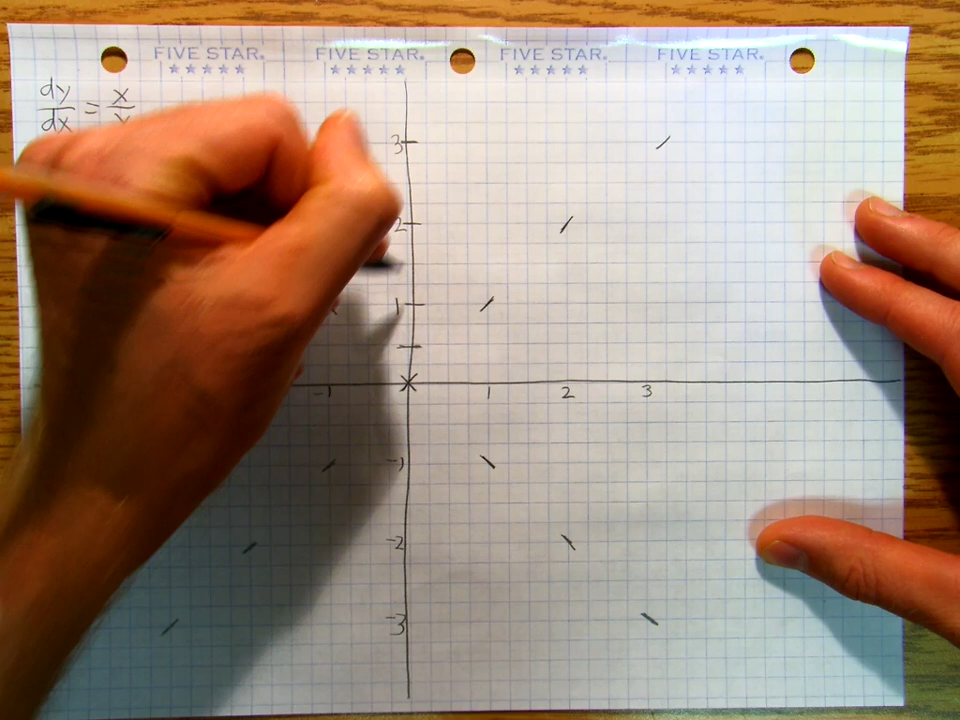 FIVE STAR. FIVE STAR. FIVE STAR. FIVE STAR.
dy/dx = x/y
3
2
1
-1 1 2 3
-1
-2
-3